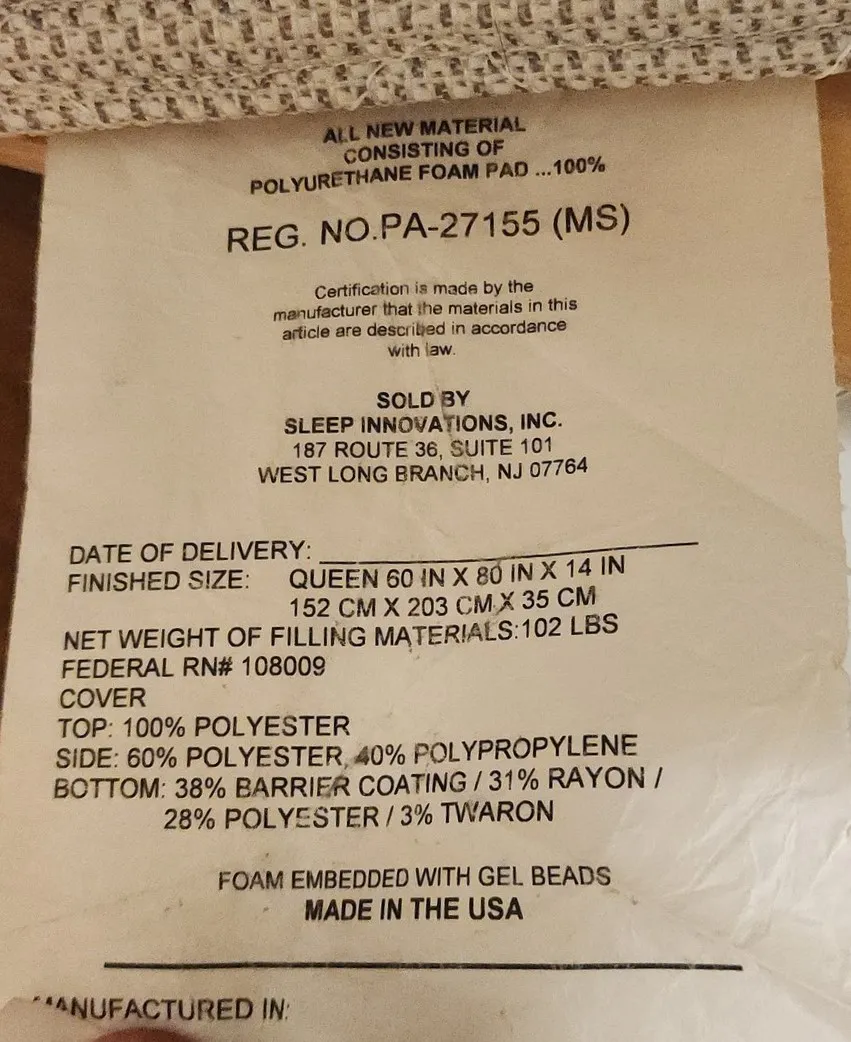 ALL NEW MATERIAL
CONSISTING OF
POLYURETHANE FOAM PAD ...100%
REG. NO.PA-27155 (MS)
Certification is made by the
manufacturer that the materials in this
article are described in accordance
with law.
SOLD BY
SLEEP INNOVATIONS, INC.
187 ROUTE 36, SUITE 101
WEST LONG BRANCH, NJ 07764
DATE OF DELIVERY:
FINISHED SIZE: QUEEN 60 IN X 80 IN X 14 IN
152 CM X 203 CM X 35 CM
NET WEIGHT OF FILLING MATERIALS:102 LBS
FEDERAL RN# 108009
COVER
TOP: 100% POLYESTER
SIDE: 60% POLYESTER, 40% POLYPROPYLENE
BOTTOM: 38% BARRIER COATING / 31% RAYON /
28% POLYESTER / 3% TWARON
FOAM EMBEDDED WITH GEL BEADS
MADE IN THE USA
MANUFACTURED IN: